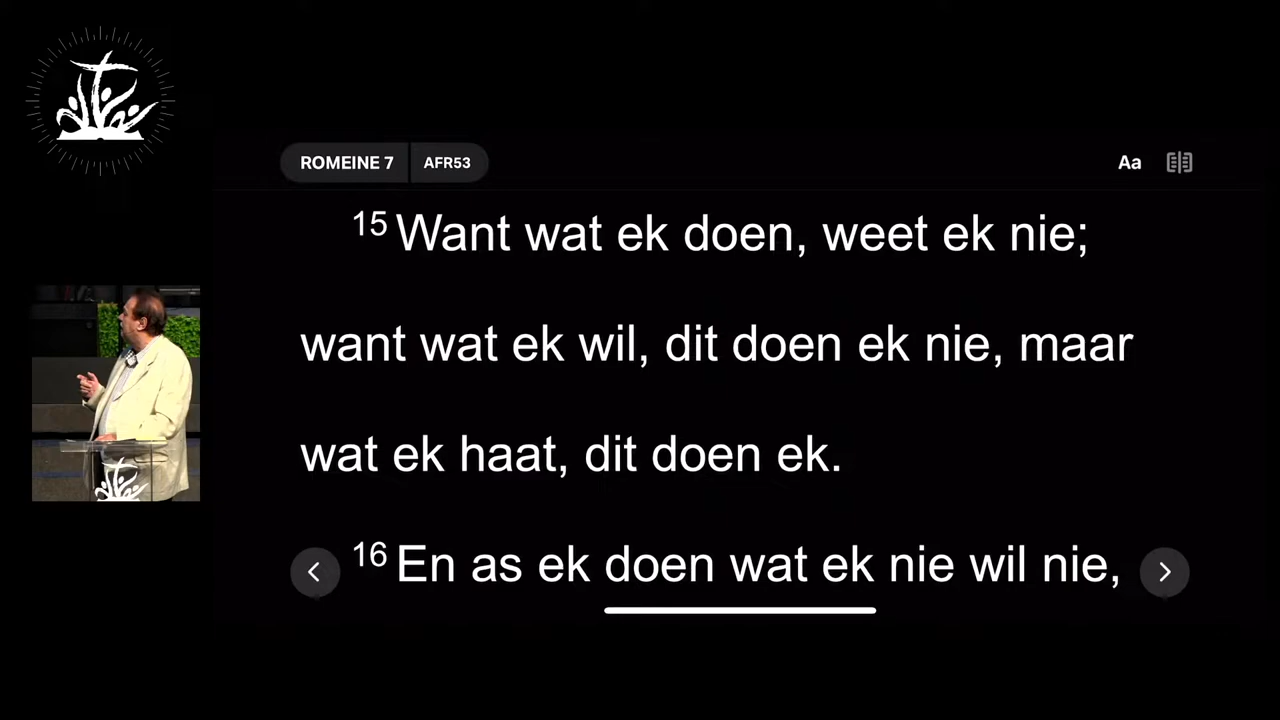 ROMEINE 7 AFR53 Aa
15 Want wat ek doen, weet ek nie;
want wat ek wil, dit doen ek nie, maar
wat ek haat, dit doen ek.
16 En as ek doen wat ek nie wil nie,